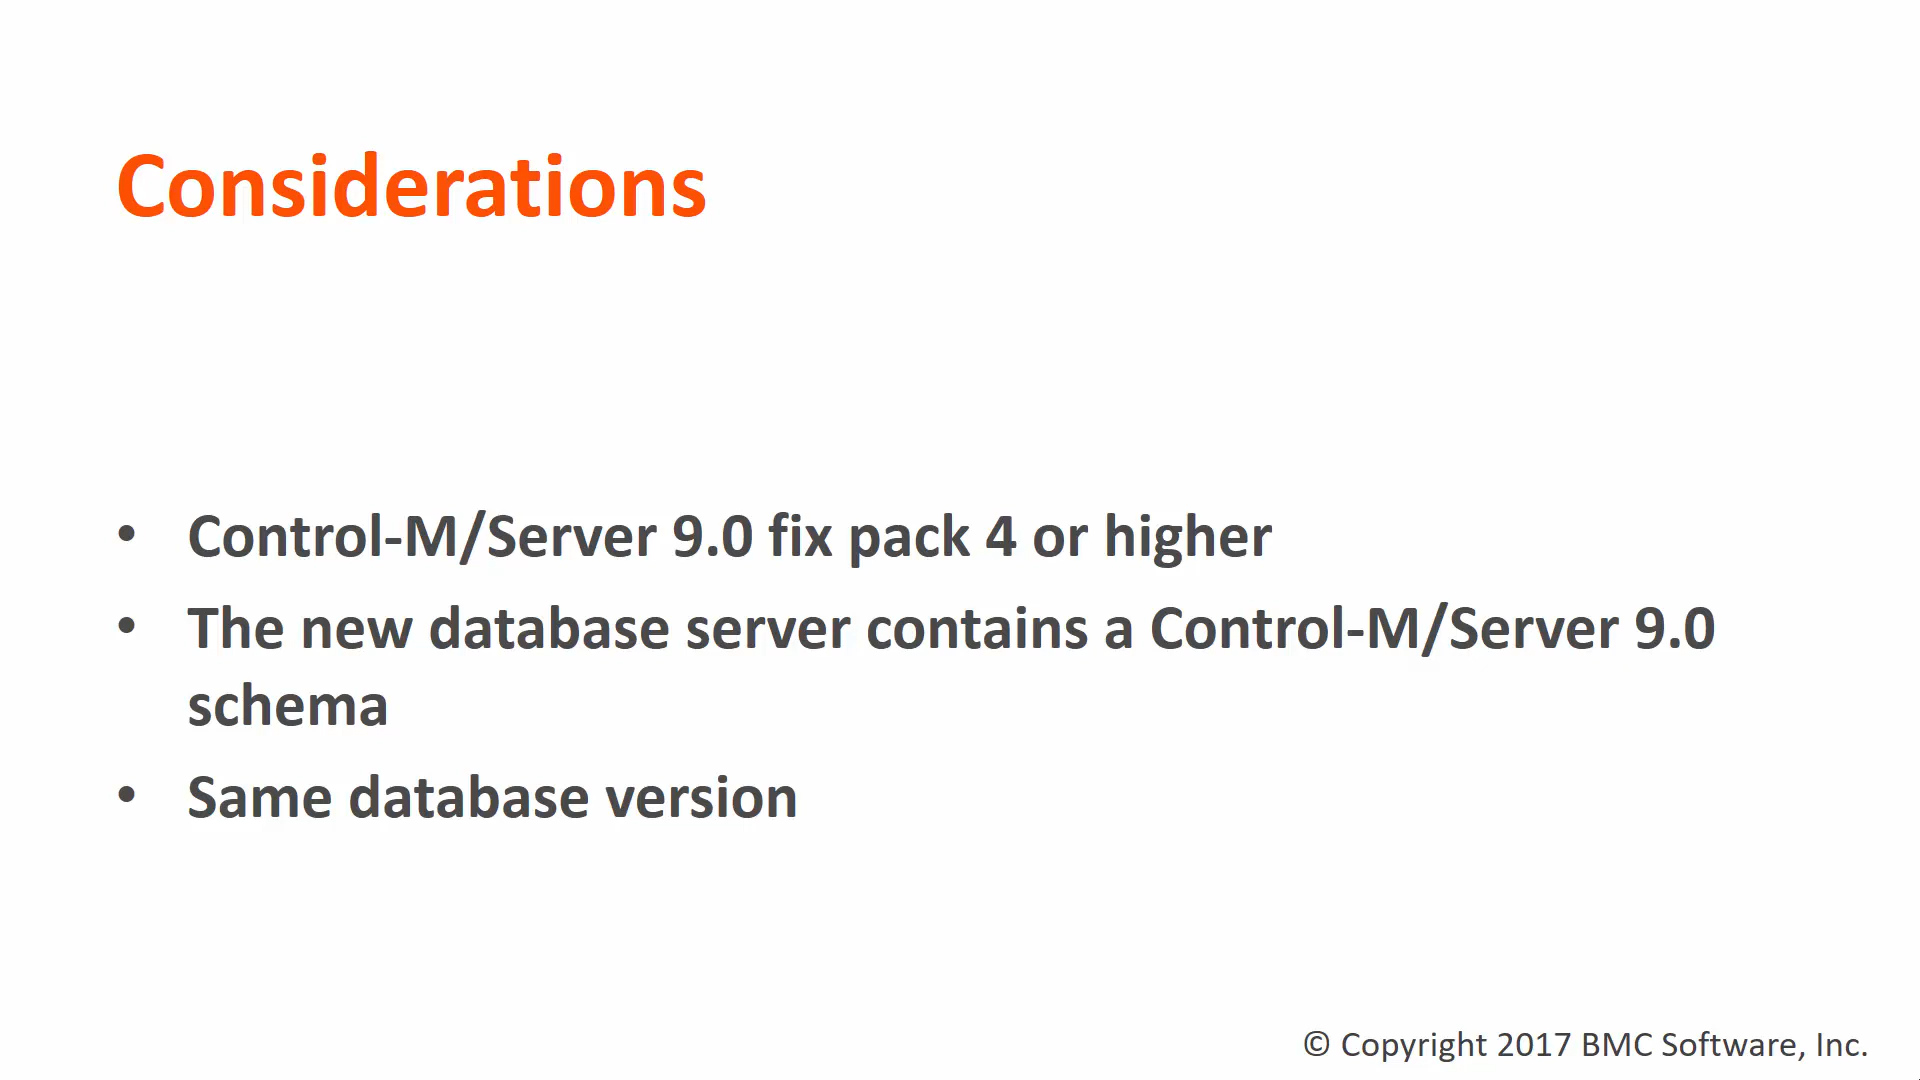 Considerations
• Control-M/Server 9.0 fix pack 4 or higher
• The new database server contains a Control-M/Server 9.0
schema
• Same database version
© Copyright 2017 BMC Software, Inc.